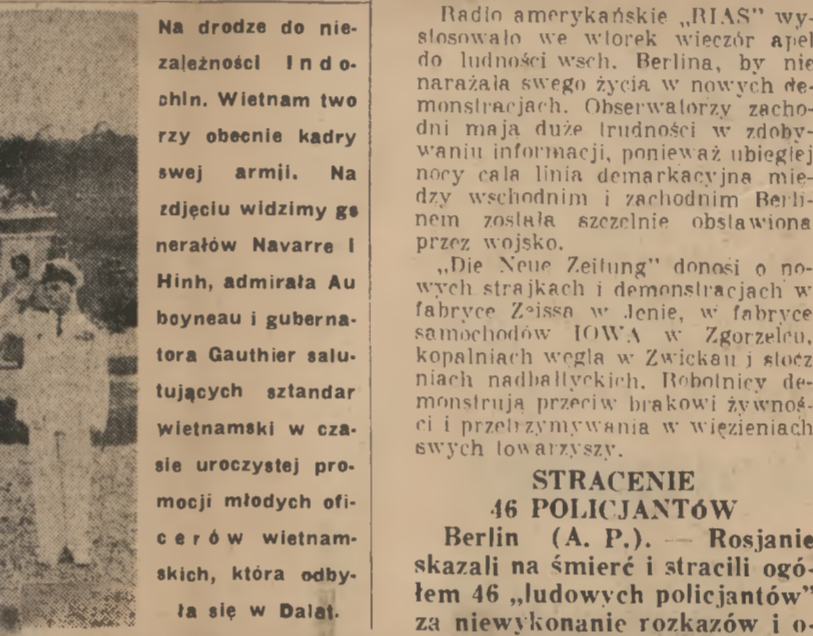 Na drodze do nie-
zależności Indo-
chin. Wietnam two
rzy obecnie kadry
swej armji. Na
zdjęciu widzimy ge
nerałów Navarre i
Hinh, admirała Au
boyneau i guberna-
tora Gauthier salu-
tujących sztandar
wietnamski w cza-
sie uroczystej pro-
mocji młodych ofi-
cerów wietnam-
skich, która odby-
ła się w Dalat.
Radio amerykańskie „RIAS” wy-
stosowało we wtorek wieczór apel
do ludności wsch. Berlina, by nie
narażała swego życia w nowych de-
monstracjach. Obserwatorzy zacho-
dni mają duże trudności w zdoby-
waniu informacji, ponieważ ubiegłej
nocy cała linia demarkacyjna mię-
dzy wschodnim i zachodnim Berli-
nem została szczelnie obstawiona
przez wojsko.
„Die Neue Zeitung” donosi o no-
wych strajkach i demonstracjach w
fabryce Zeissa w Jenie, w fabryce
samochodów IOWA w Zgorzelcu,
kopalniach węgla w Zwickau i stocz
niach nadbałtyckich. Robotnicy de-
monstrują przeciw brakowi żywnoś-
ci i przetrzymywania w więzieniach
swych towarzyszy.
STRACENIE
46 POLICJANTÓW
Berlin (A. P.). — Rosjanie
skazali na śmierć i stracili ogó-
łem 46 „ludowych policjantów”
za niewykonanie rozkazów i o-